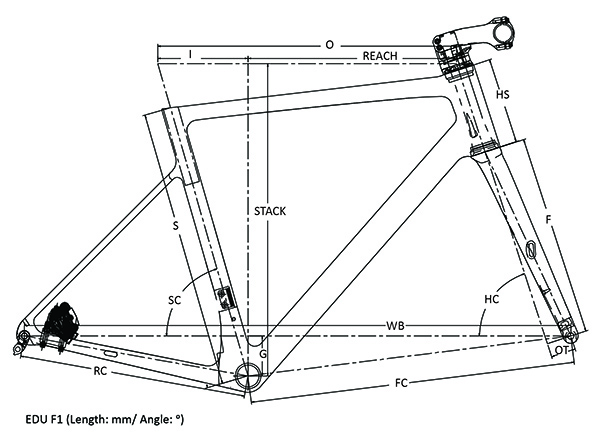 O
I
REACH
HS
STACK
S
F
SC
HC
WB
G
OT
RC
FC
EDU F1 (Length: mm/ Angle: °)